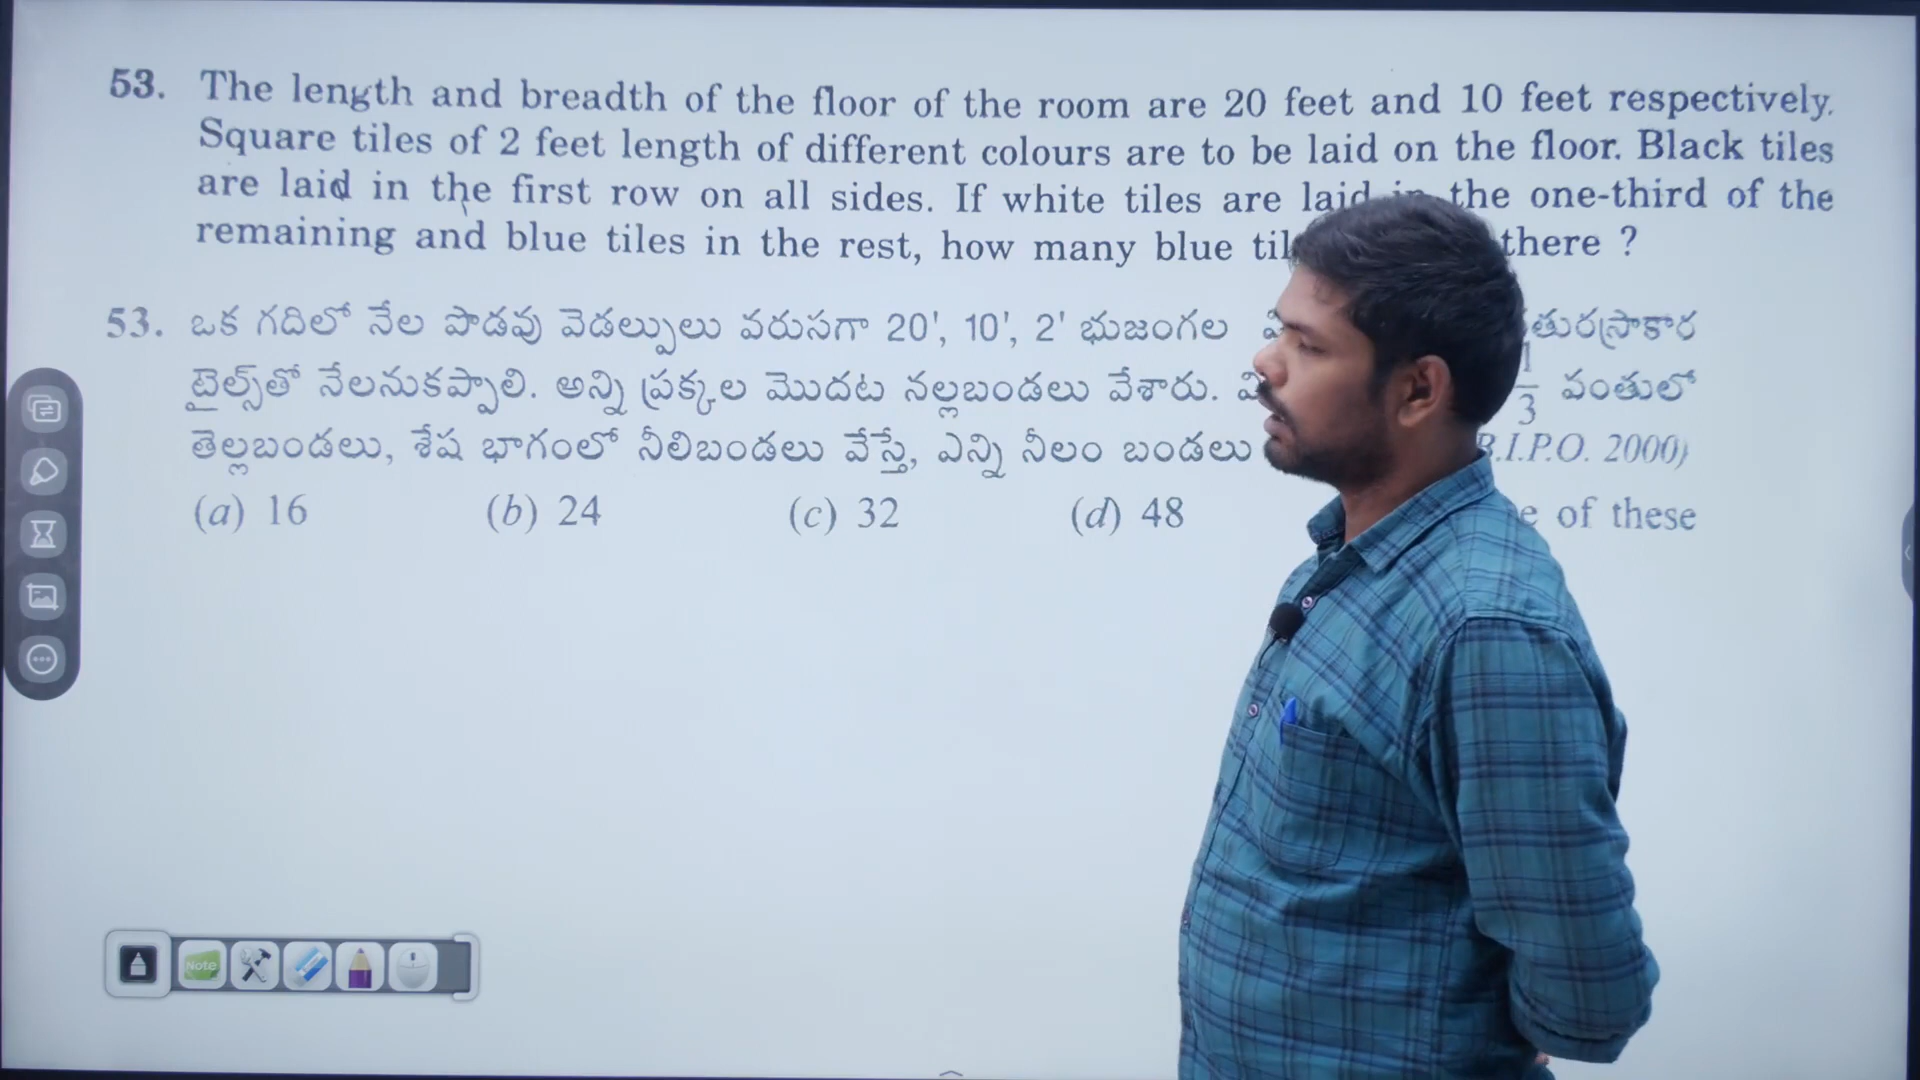 53. The length and breadth of the floor of the room are 20 feet and 10 feet respectively.
Square tiles of 2 feet length of different colours are to be laid on the floor. Black tiles
are laid in the first row on all sides. If white tiles are laid in the one-third of the
remaining and blue tiles in the rest, how many blue there ?
53. ఒక గదిలో నేల పొడవు వెడల్పులు వరుసగా 20', 10', 2' భుజంగల
టైల్స్‌తో నేలనుకప్పాలి. అన్ని ప్రక్కల మొదట నల్లబండలు వేశారు. 1/3 వంతులో
తెల్లబండలు, శేష భాగంలో నీలిబండలు వేస్తే, ఎన్ని నీలం బండలు B.I.P.O. 2000)
(a) 16 (b) 24 (c) 32 (d) 48 of these
Note